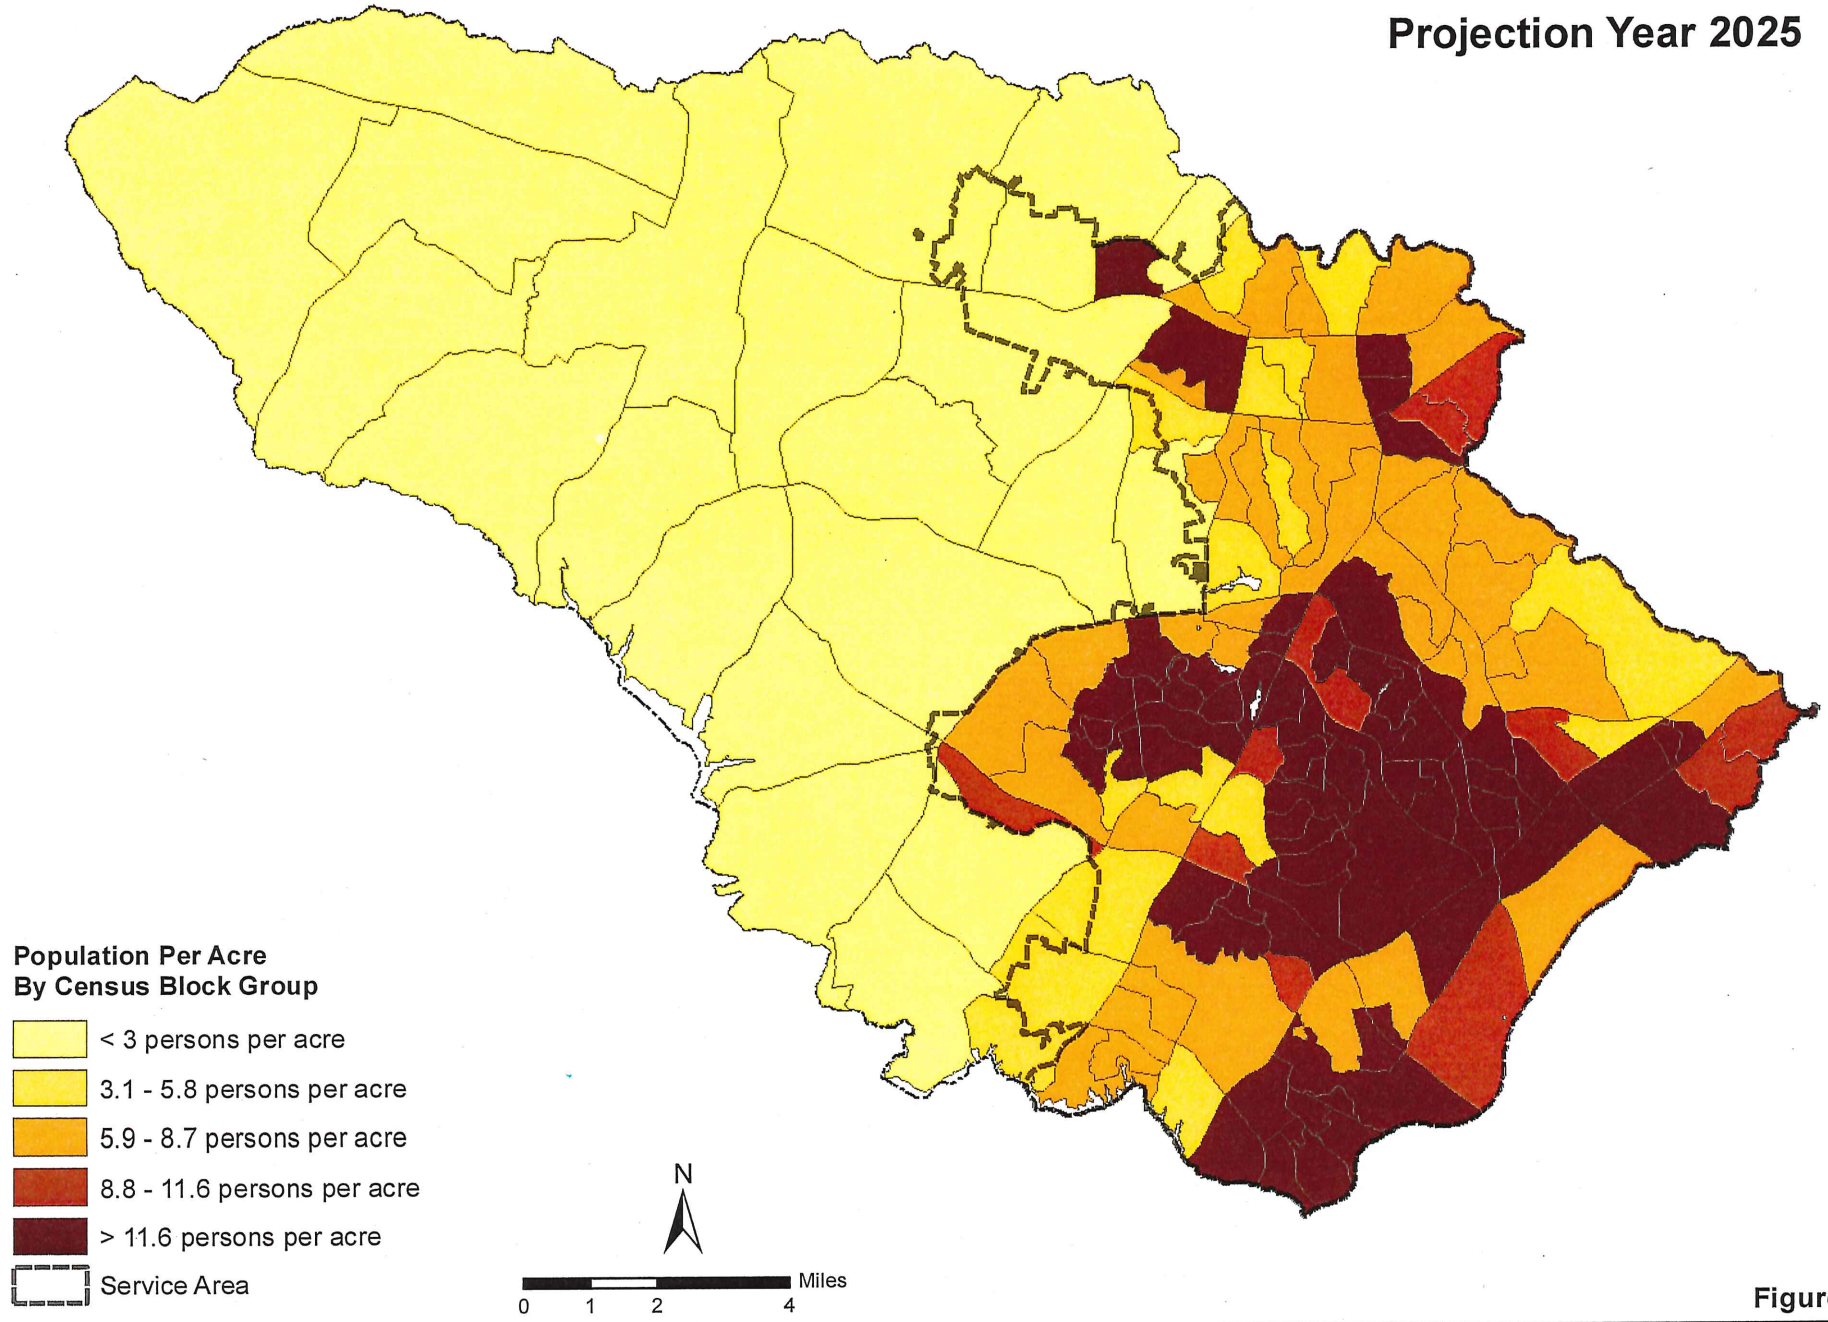 Projection Year 2025
Population Per Acre
By Census Block Group
< 3 persons per acre
3.1 - 5.8 persons per acre
5.9 - 8.7 persons per acre
8.8 - 11.6 persons per acre
> 11.6 persons per acre
Service Area
N
Miles
0 1 2 4